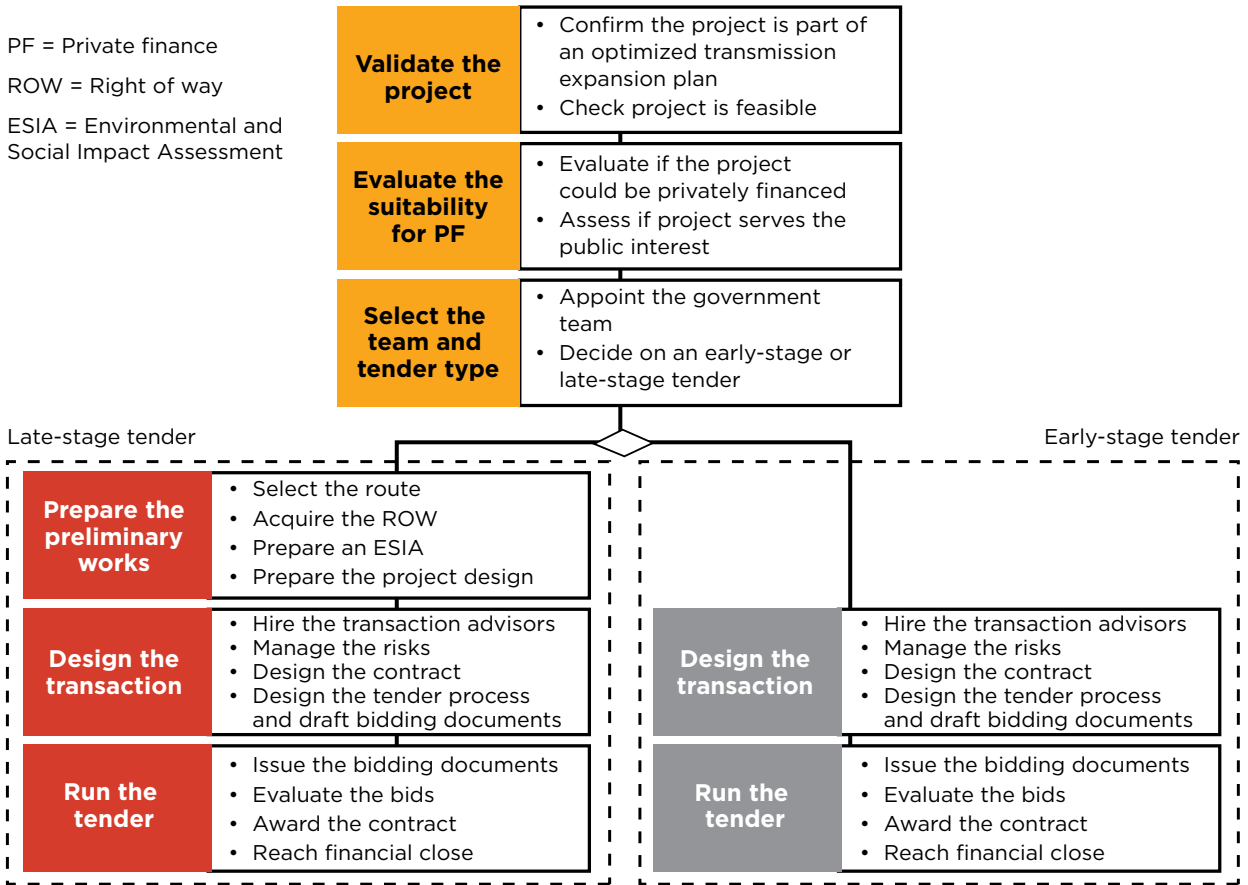 PF = Private finance
ROW = Right of way
ESIA = Environmental and
Social Impact Assessment
Validate the
project
• Confirm the project is part of
an optimized transmission
expansion plan
• Check project is feasible
Evaluate the
suitability
for PF
• Evaluate if the project
could be privately financed
• Assess if project serves the
public interest
Select the
team and
tender type
• Appoint the government
team
• Decide on an early-stage or
late-stage tender
Late-stage tender
Prepare the
preliminary
works
• Select the route
• Acquire the ROW
• Prepare an ESIA
• Prepare the project design
Design the
transaction
• Hire the transaction advisors
• Manage the risks
• Design the contract
• Design the tender process
and draft bidding documents
Run the
tender
• Issue the bidding documents
• Evaluate the bids
• Award the contract
• Reach financial close
Early-stage tender
Design the
transaction
• Hire the transaction advisors
• Manage the risks
• Design the contract
• Design the tender process
and draft bidding documents
Run the
tender
• Issue the bidding documents
• Evaluate the bids
• Award the contract
• Reach financial close